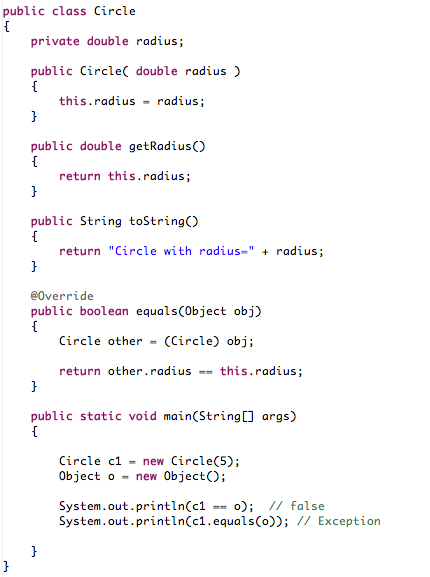 public class Circle
{
    private double radius;

    public Circle( double radius )
    {
        this.radius = radius;
    }

    public double getRadius()
    {
        return this.radius;
    }

    public String toString()
    {
        return "Circle with radius=" + radius;
    }

    @Override
    public boolean equals(Object obj)
    {
        Circle other = (Circle) obj;

        return other.radius == this.radius;
    }

    public static void main(String[] args)
    {

        Circle c1 = new Circle(5);
        Object o = new Object();

        System.out.println(c1 == o);  // false
        System.out.println(c1.equals(o)); // Exception

    }
}